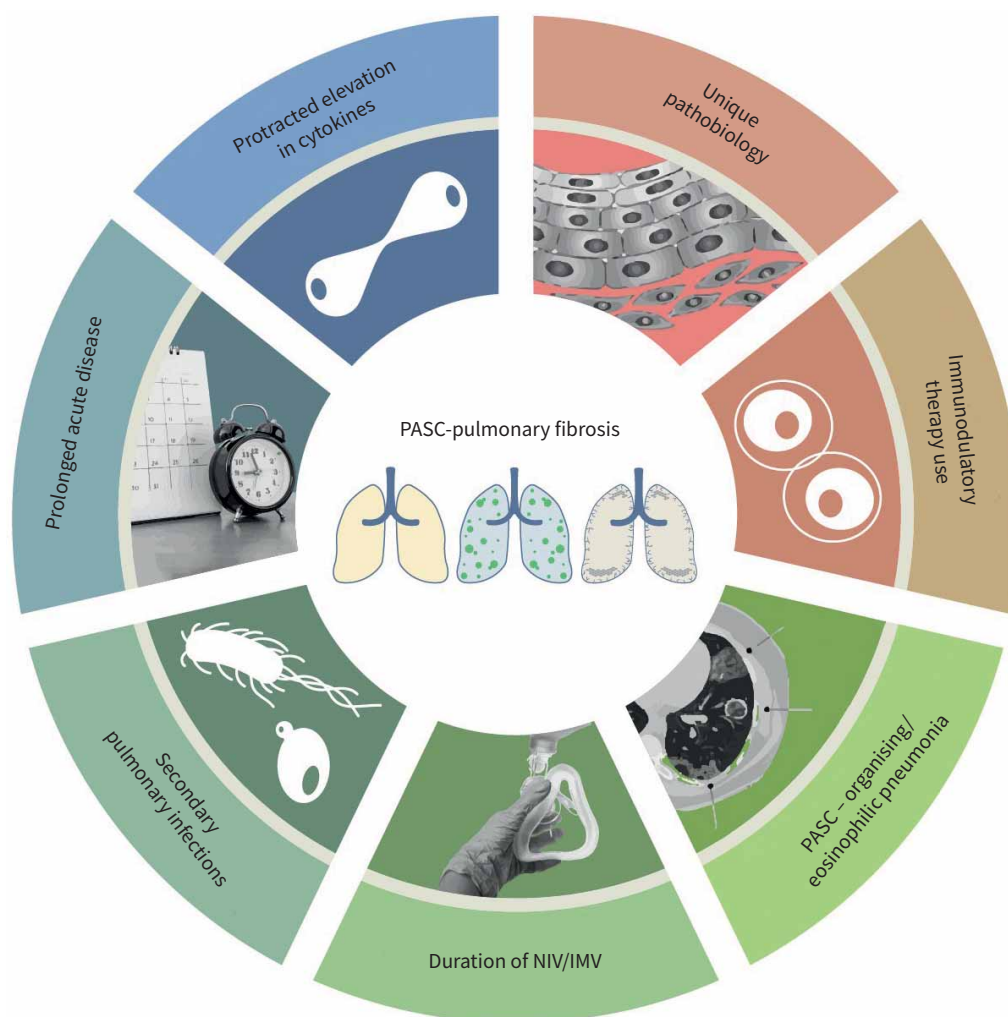 Protracted elevation
in cytokines
Unique
pathobiology
Immunodulatory
therapy use
PASC – organising/
eosinophilic pneumonia
Duration of NIV/IMV
Secondary
pulmonary infections
Prolonged acute disease
PASC-pulmonary fibrosis